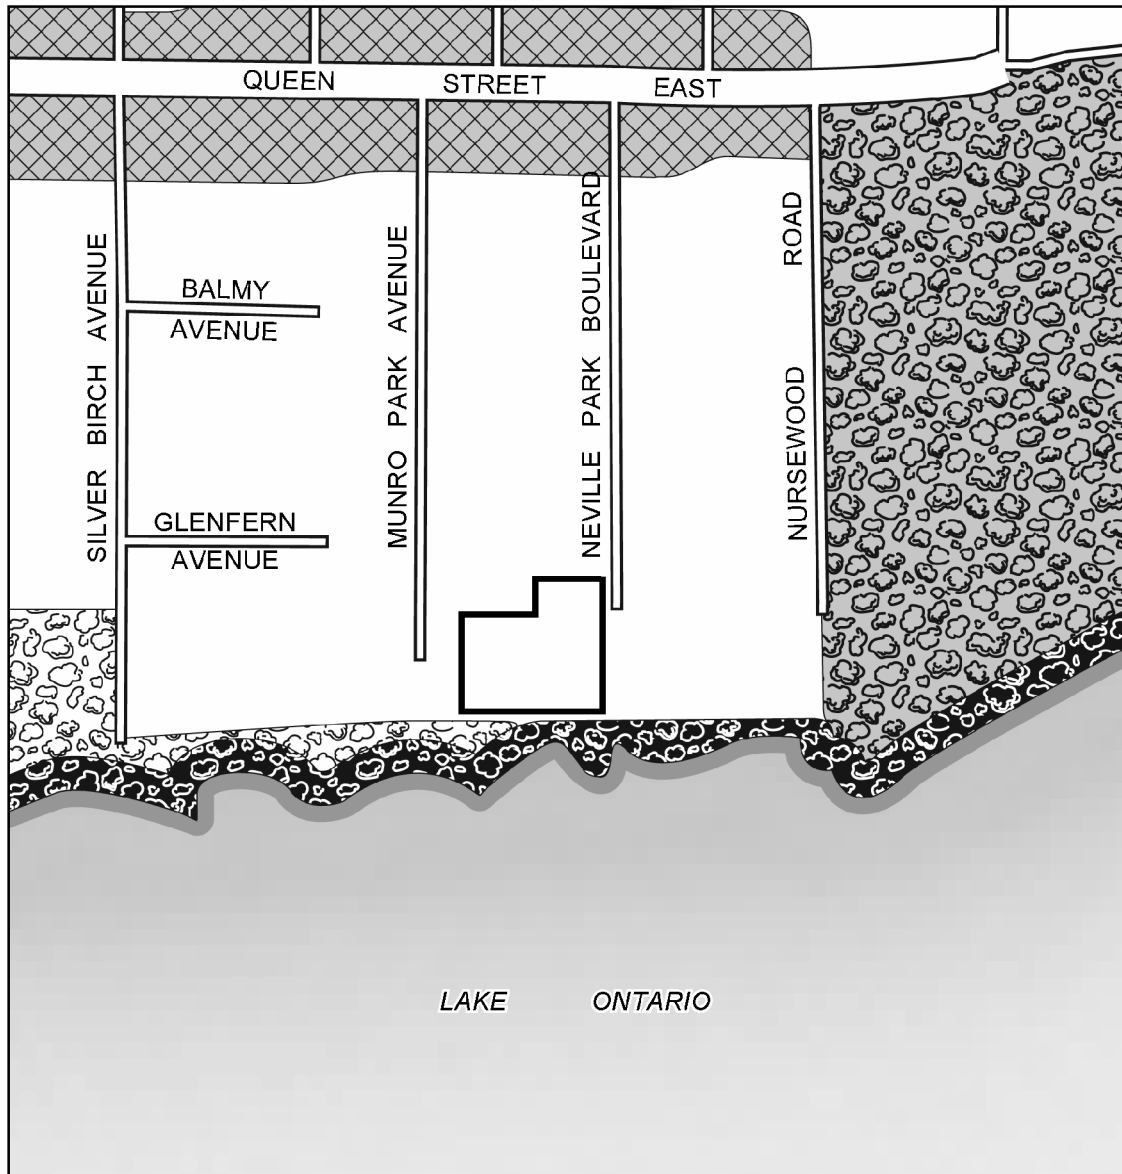 QUEEN STREET EAST
SILVER BIRCH AVENUE
BALMY
AVENUE
GLENFERN
AVENUE
MUNRO PARK AVENUE
NEVILLE PARK BOULEVARD
NURSEWOOD ROAD
LAKE ONTARIO